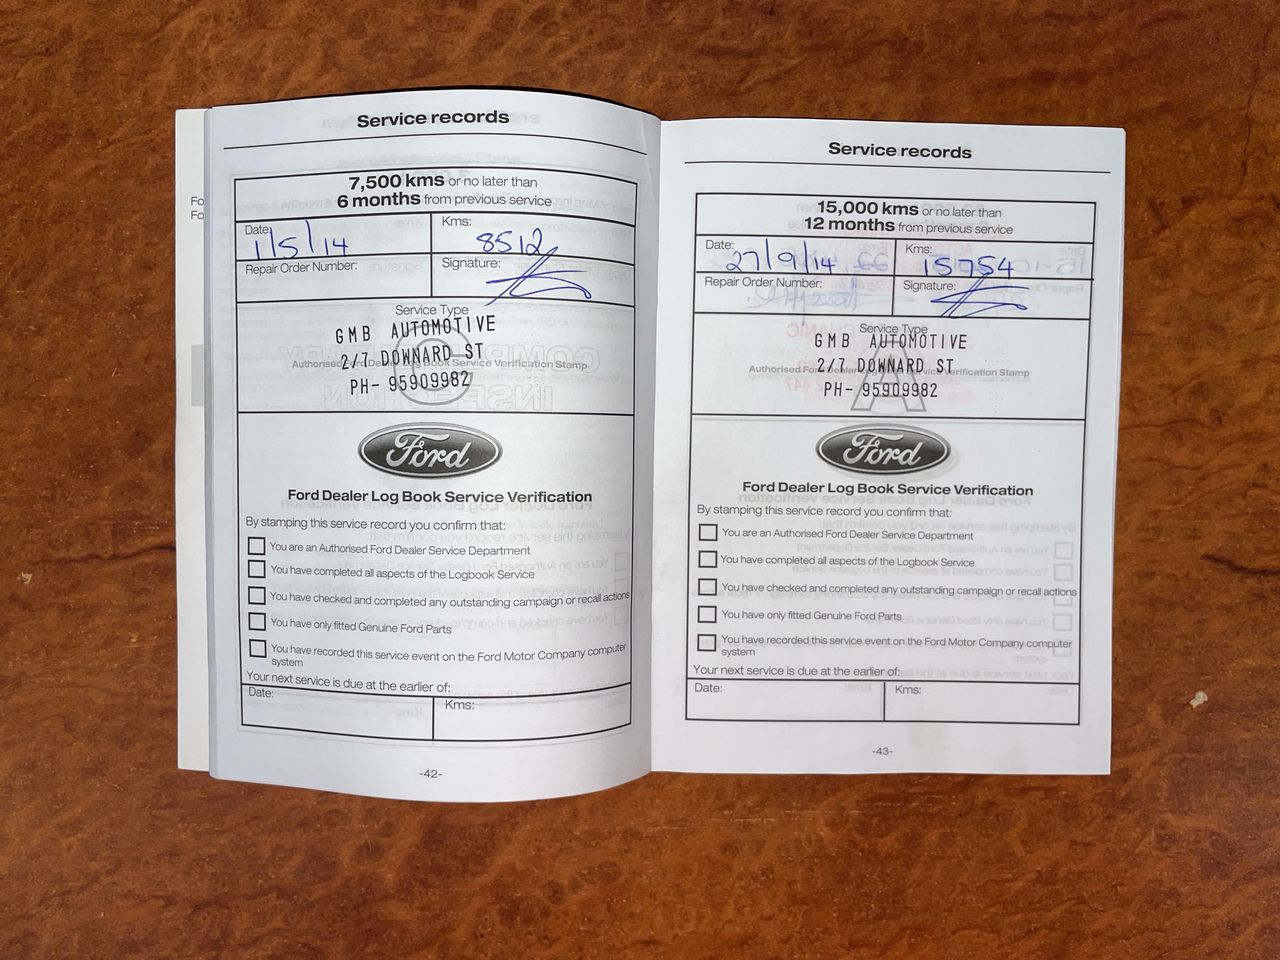 Fo
Fo
Service records
7,500 kms or no later than
6 months from previous service
Date: 1/5/14
Kms: 8512
Repair Order Number:
Signature:
Service Type
C
GMB AUTOMOTIVE
2/7 DOWNARD ST
Authorised Ford Dealer Log Book Service Verification Stamp
PH- 95909982
Ford
Ford Dealer Log Book Service Verification
By stamping this service record you confirm that:
You are an Authorised Ford Dealer Service Department
You have completed all aspects of the Logbook Service
You have checked and completed any outstanding campaign or recall actions
You have only fitted Genuine Ford Parts
You have recorded this service event on the Ford Motor Company computer
system
Your next service is due at the earlier of:
Date:
Kms:
-42-
Service records
15,000 kms or no later than
12 months from previous service
Date: 27/9/14
Kms: 15754
Repair Order Number:
Signature:
Service Type
A
GMB AUTOMOTIVE
2/7 DOWNARD ST
Authorised Ford Dealer Log Book Service Verification Stamp
PH- 95909982
Ford
Ford Dealer Log Book Service Verification
By stamping this service record you confirm that:
You are an Authorised Ford Dealer Service Department
You have completed all aspects of the Logbook Service
You have checked and completed any outstanding campaign or recall actions
You have only fitted Genuine Ford Parts
You have recorded this service event on the Ford Motor Company computer
system
Your next service is due at the earlier of:
Date:
Kms:
-43-